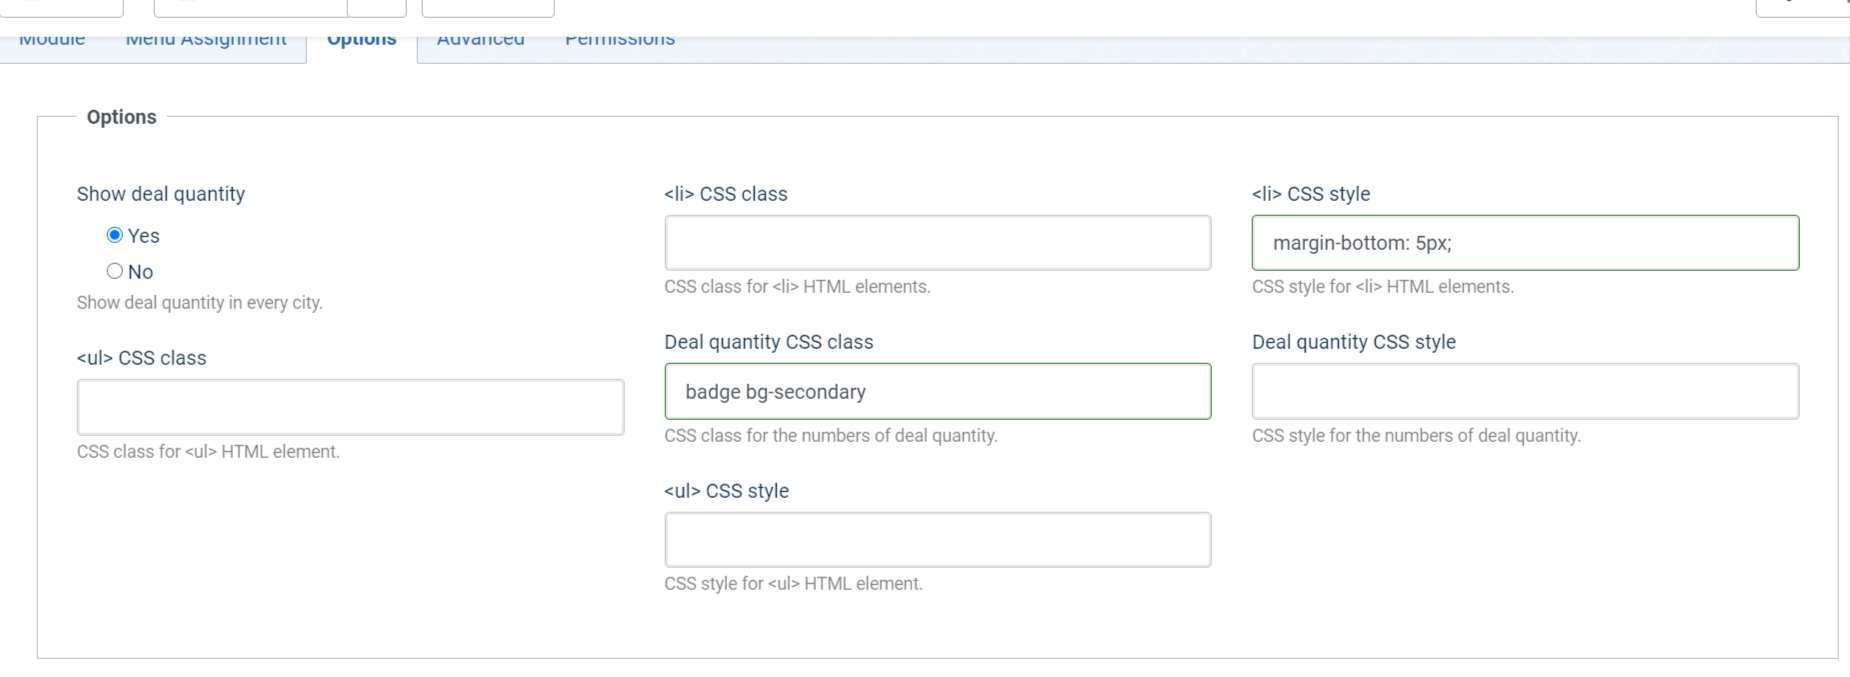 Module
Menu Assignment
Options
Advanced
Permissions
Options
Show deal quantity
Yes
No
Show deal quantity in every city.
<ul> CSS class
CSS class for <ul> HTML element.
<li> CSS class
CSS class for <li> HTML elements.
Deal quantity CSS class
badge bg-secondary
CSS class for the numbers of deal quantity.
<ul> CSS style
CSS style for <ul> HTML element.
<li> CSS style
margin-bottom: 5px;
CSS style for <li> HTML elements.
Deal quantity CSS style
CSS style for the numbers of deal quantity.